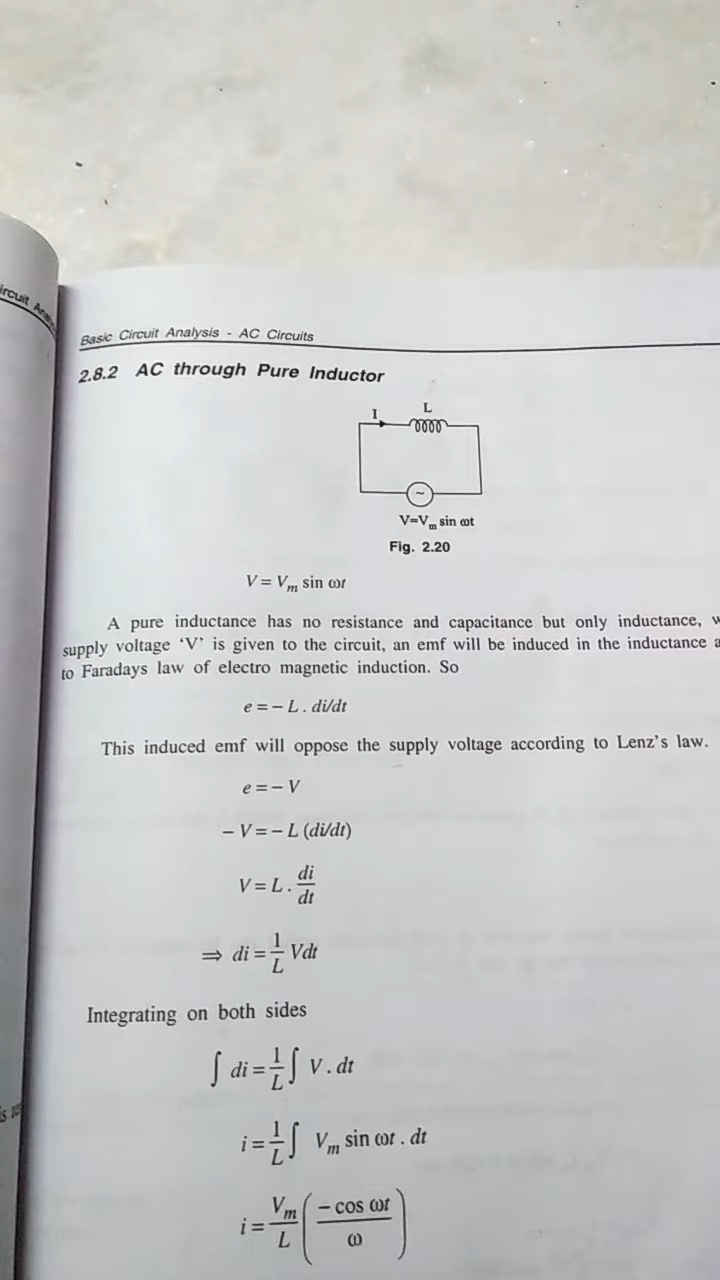 ircuit
Basic Circuit Analysis - AC Circuits
2.8.2 AC through Pure Inductor
I
L
~
V=Vm sin ωt
Fig. 2.20
V = Vm sin ωt
A pure inductance has no resistance and capacitance but only inductance,
supply voltage ‘V’ is given to the circuit, an emf will be induced in the inductance
to Faradays law of electro magnetic induction. So
e = – L . di/dt
This induced emf will oppose the supply voltage according to Lenz’s law.
e = – V
– V = – L (di/dt)
V = L . di/dt
⇒ di = 1/L Vdt
Integrating on both sides
∫ di = 1/L ∫ V . dt
i = 1/L ∫ Vm sin ωt . dt
i = Vm/L (– cos ωt/ω)